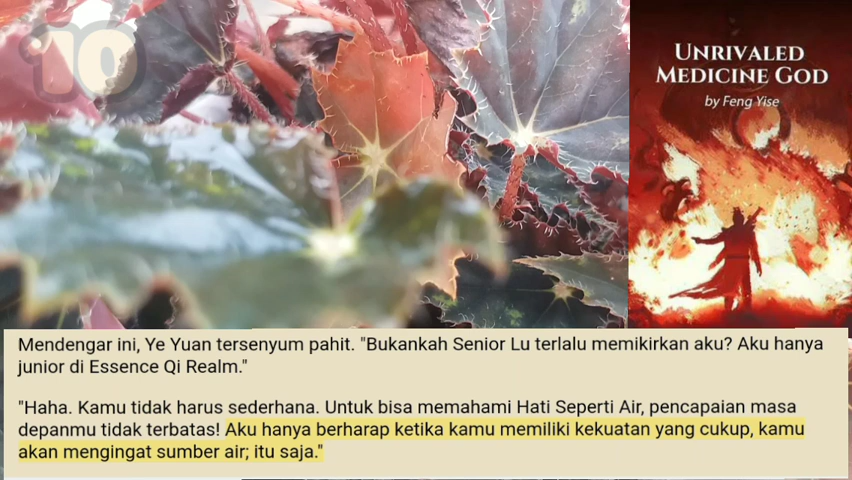 10
UNRIVALED
MEDICINE GOD
by Feng Yise
Mendengar ini, Ye Yuan tersenyum pahit. "Bukankah Senior Lu terlalu memikirkan aku? Aku hanya
junior di Essence Qi Realm."
"Haha. Kamu tidak harus sederhana. Untuk bisa memahami Hati Seperti Air, pencapaian masa
depanmu tidak terbatas! Aku hanya berharap ketika kamu memiliki kekuatan yang cukup, kamu
akan mengingat sumber air; itu saja."